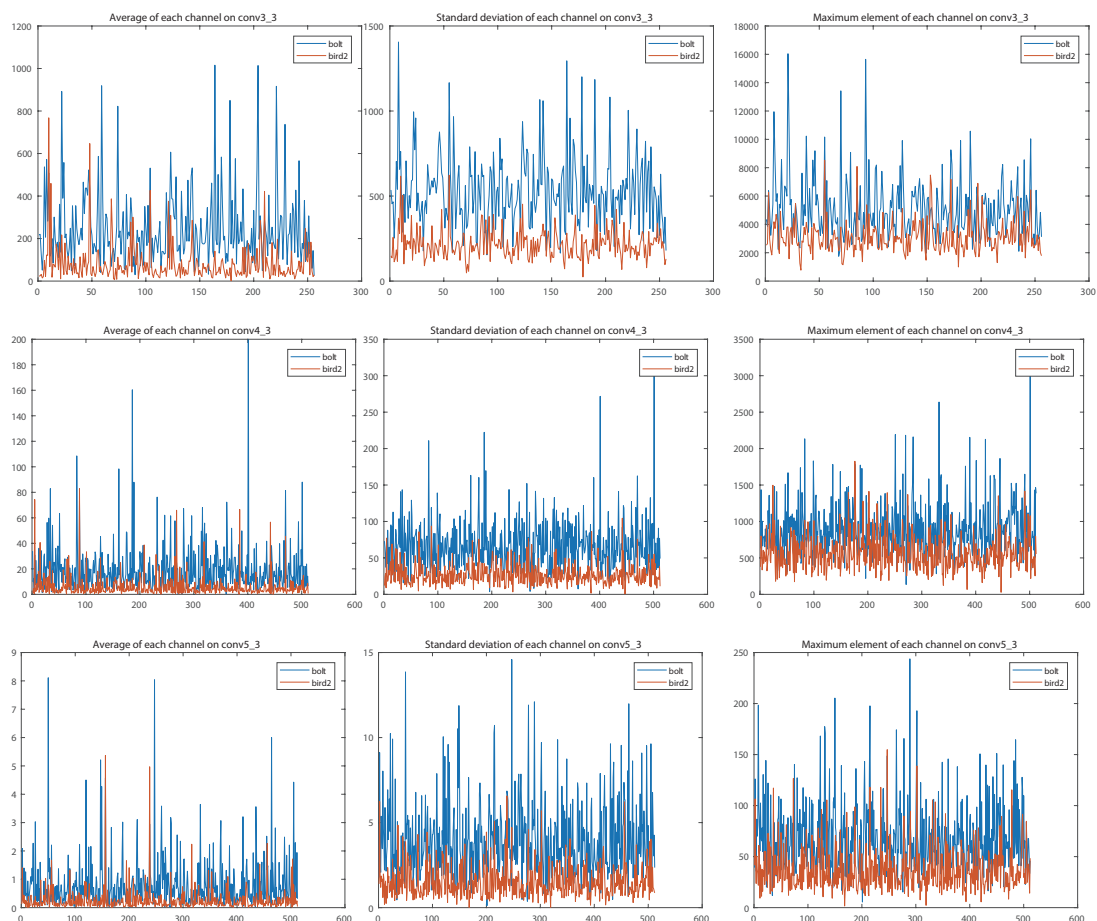 Average of each channel on conv3_3
1200
1000
800
600
400
200
0
0 50 100 150 200 250 300
bolt
bird2
Standard deviation of each channel on conv3_3
1500
1000
500
0
0 50 100 150 200 250 300
bolt
bird2
Maximum element of each channel on conv3_3
18000
16000
14000
12000
10000
8000
6000
4000
2000
0
0 50 100 150 200 250 300
bolt
bird2
Average of each channel on conv4_3
200
180
160
140
120
100
80
60
40
20
0
0 100 200 300 400 500 600
bolt
bird2
Standard deviation of each channel on conv4_3
350
300
250
200
150
100
50
0
0 100 200 300 400 500 600
bolt
bird2
Maximum element of each channel on conv4_3
3500
3000
2500
2000
1500
1000
500
0
0 100 200 300 400 500 600
bolt
bird2
Average of each channel on conv5_3
9
8
7
6
5
4
3
2
1
0
0 100 200 300 400 500 600
bolt
bird2
Standard deviation of each channel on conv5_3
15
10
5
0
0 100 200 300 400 500 600
bolt
bird2
Maximum element of each channel on conv5_3
250
200
150
100
50
0
0 100 200 300 400 500 600
bolt
bird2